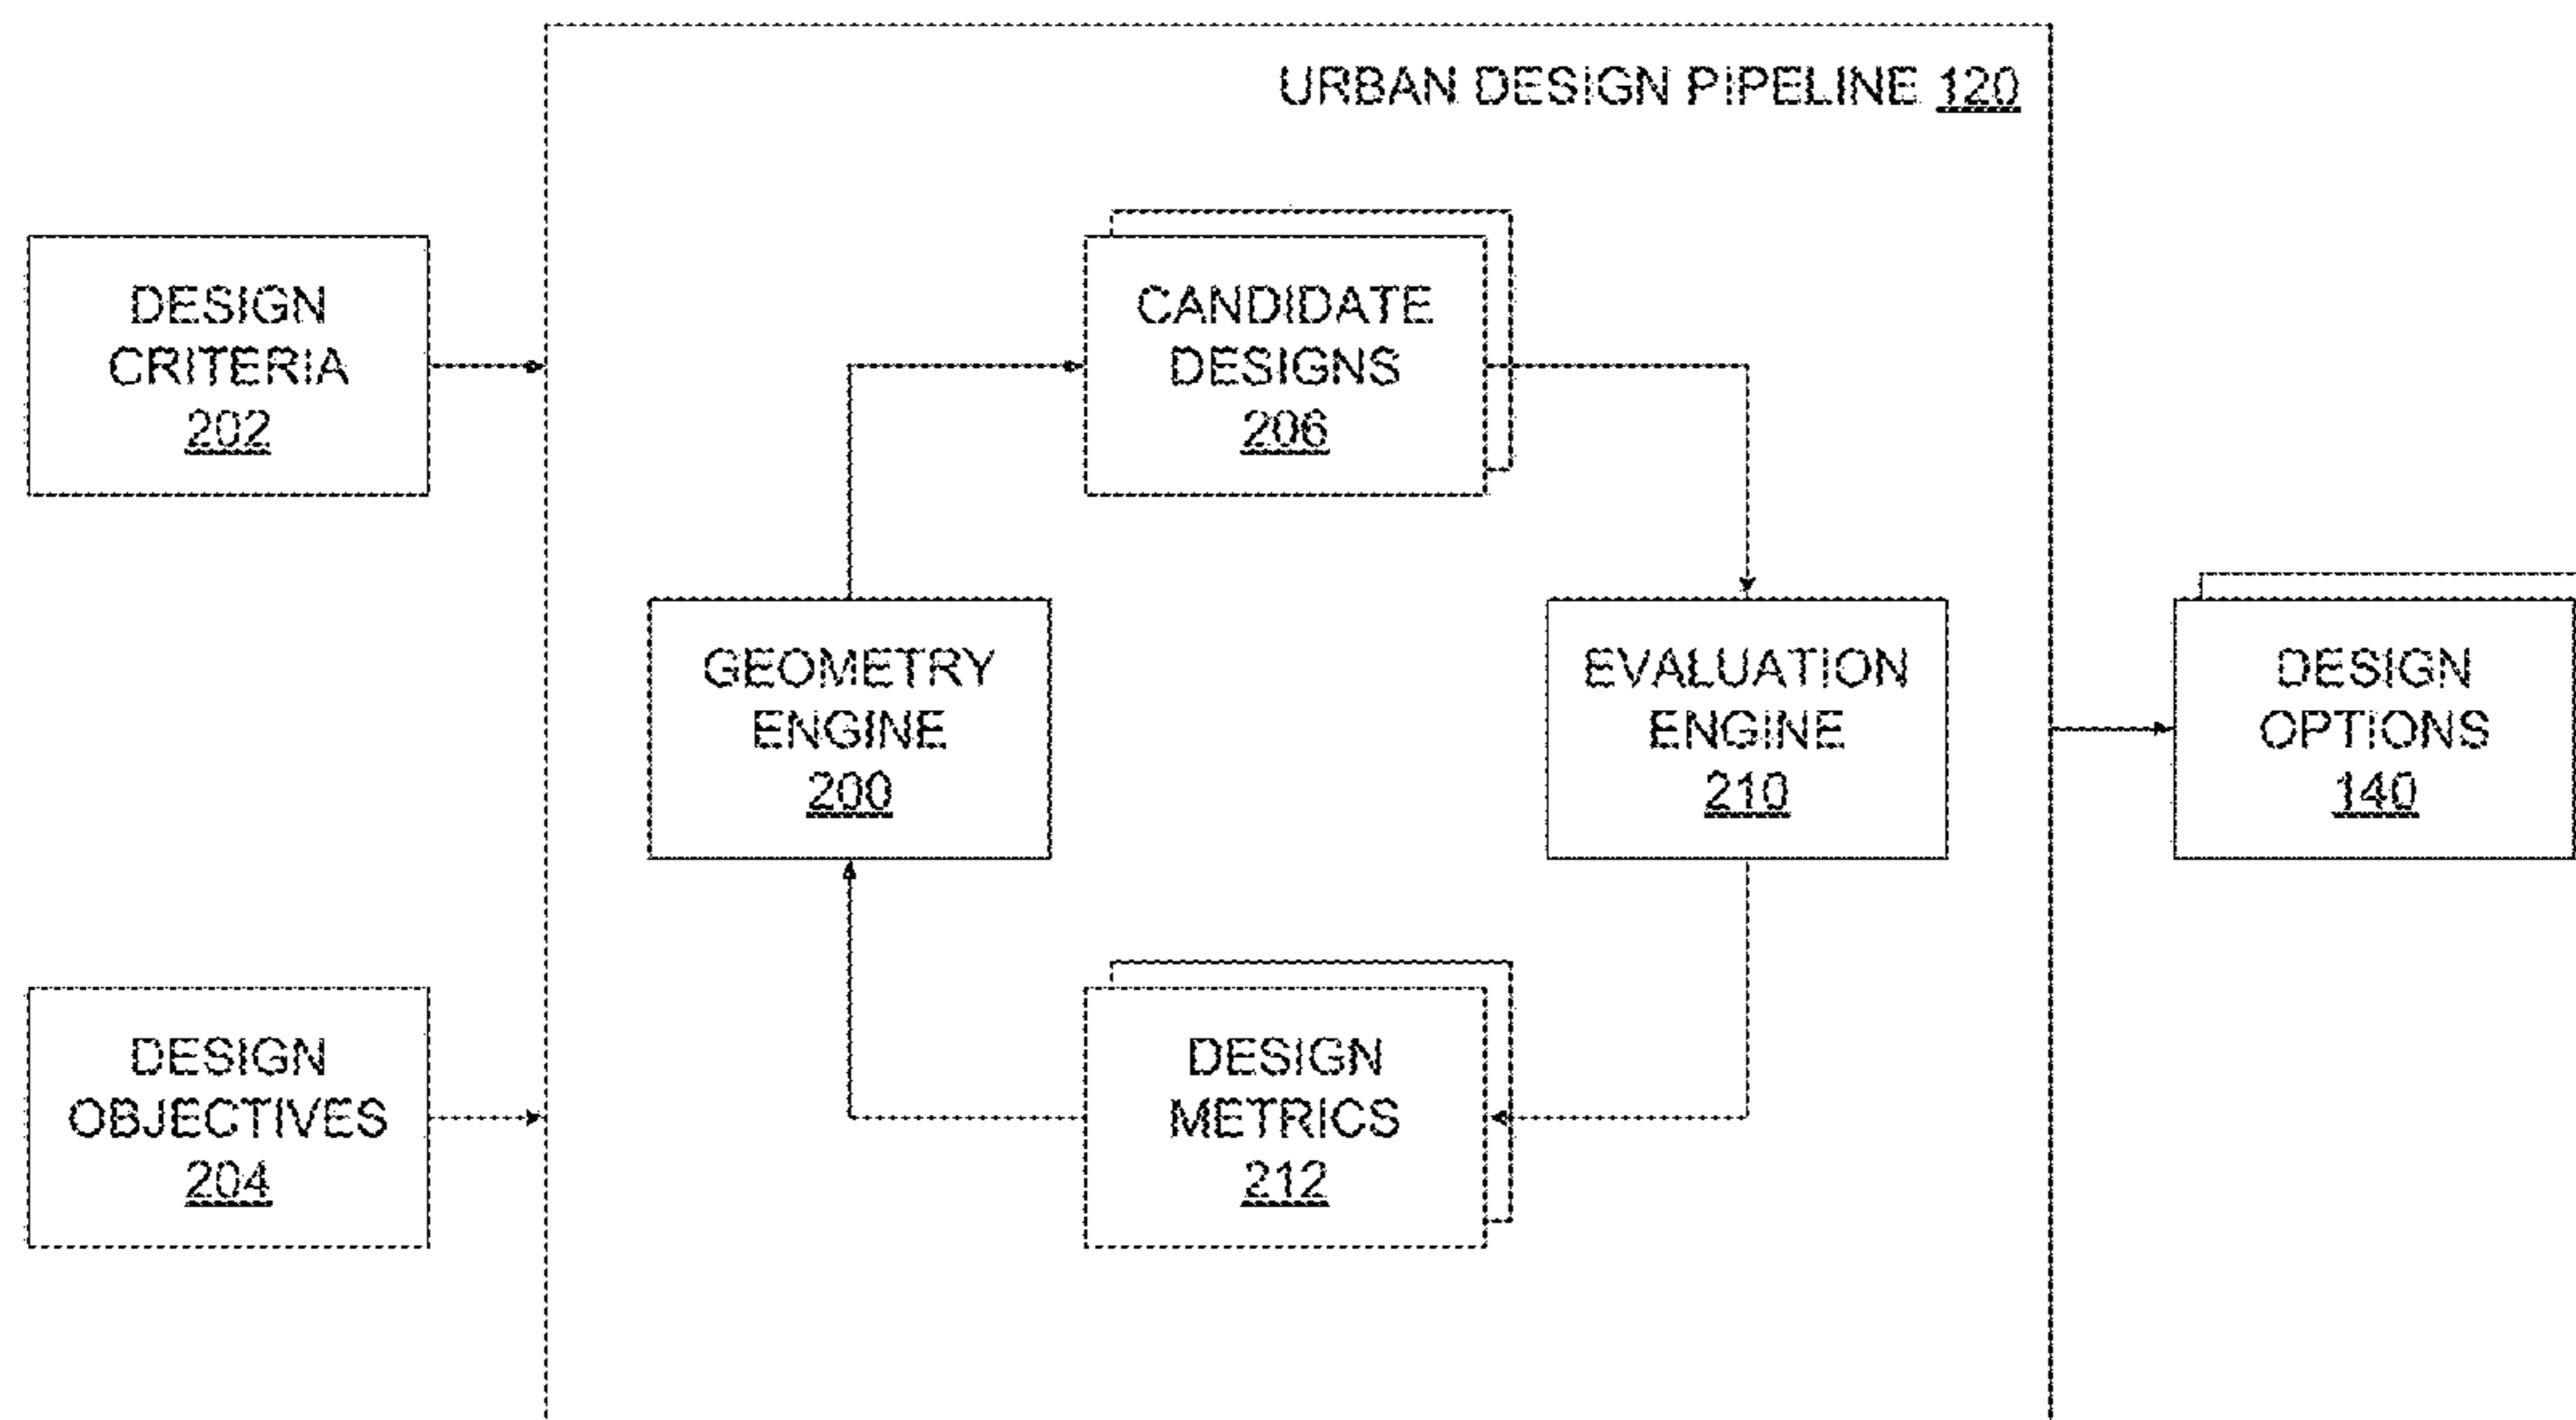 URBAN DESIGN PIPELINE 120
DESIGN
CRITERIA
202
CANDIDATE
DESIGNS
206
GEOMETRY
ENGINE
200
EVALUATION
ENGINE
210
DESIGN
OPTIONS
140
DESIGN
OBJECTIVES
204
DESIGN
METRICS
212